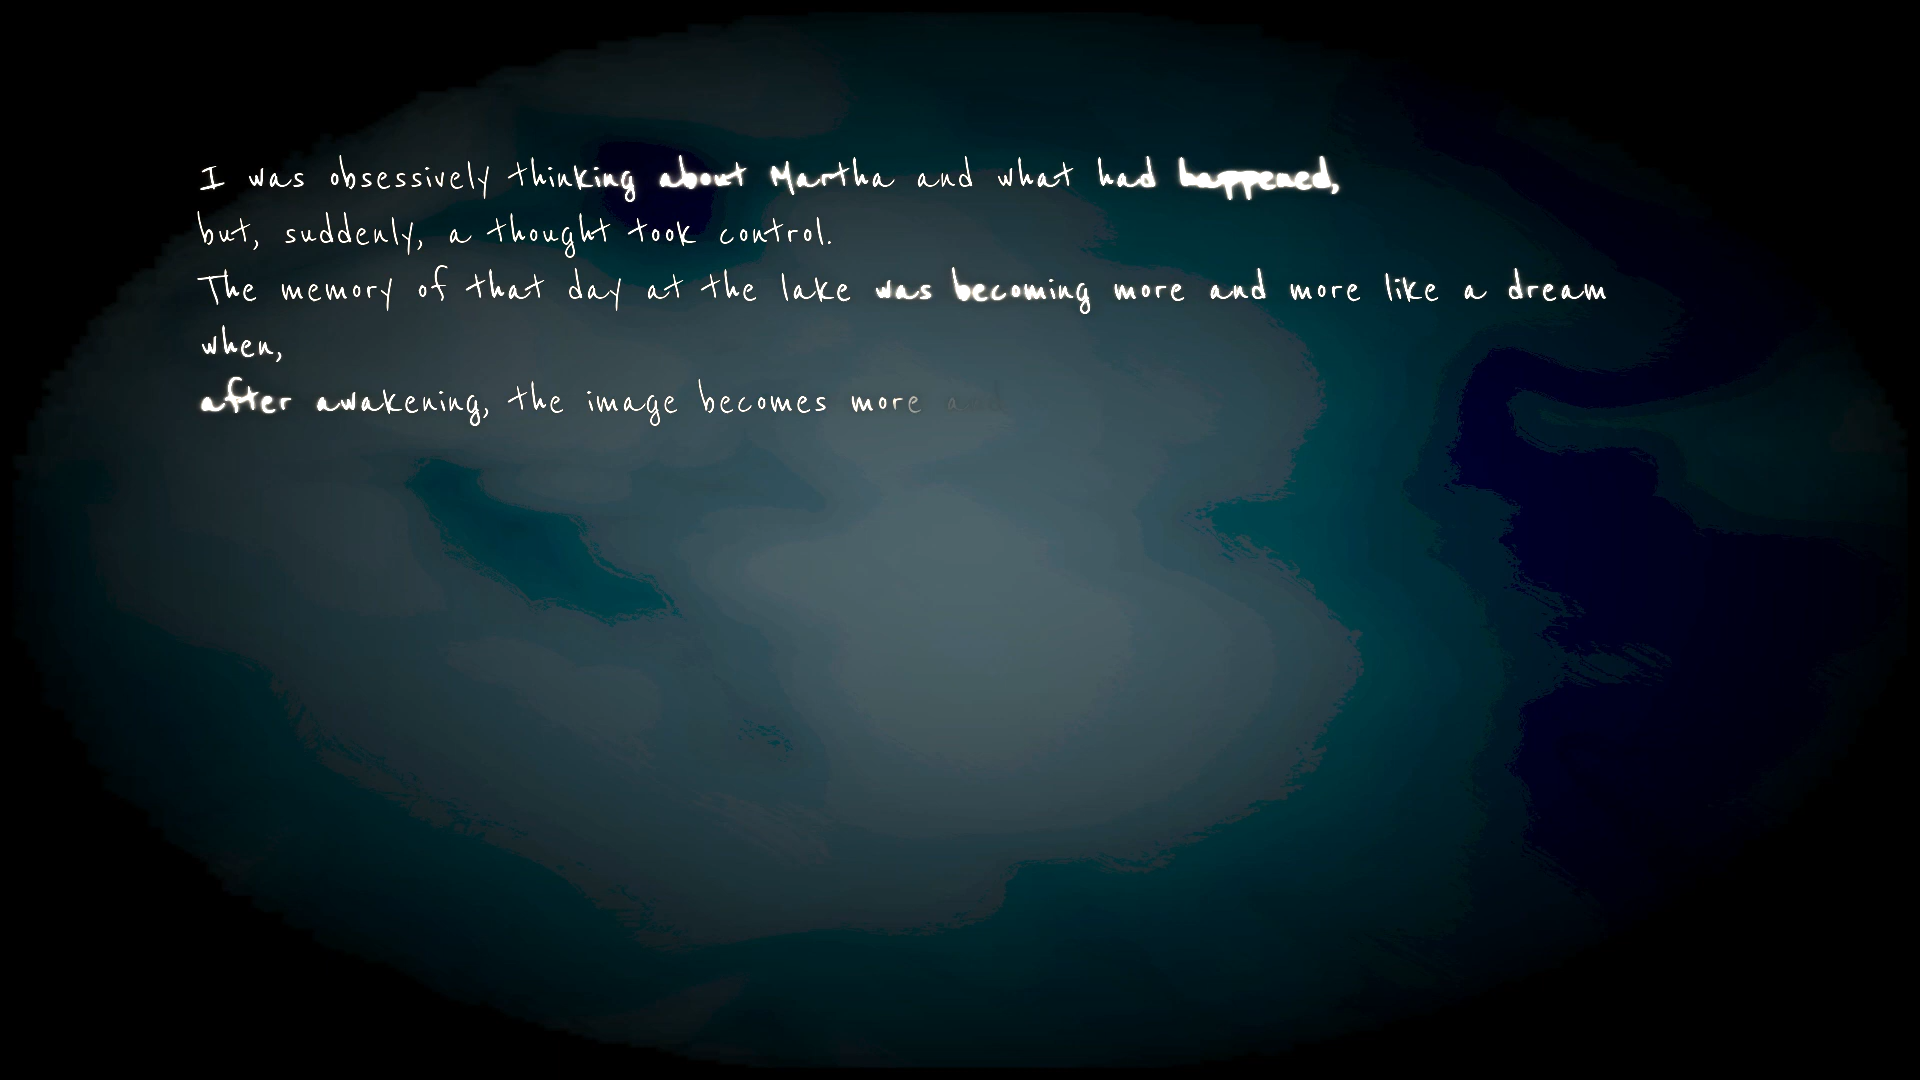 I was obsessively thinking about Martha and what had happened,
but, suddenly, a thought took control.
The memory of that day at the lake was becoming more and more like a dream
when,
after awakening, the image becomes more and